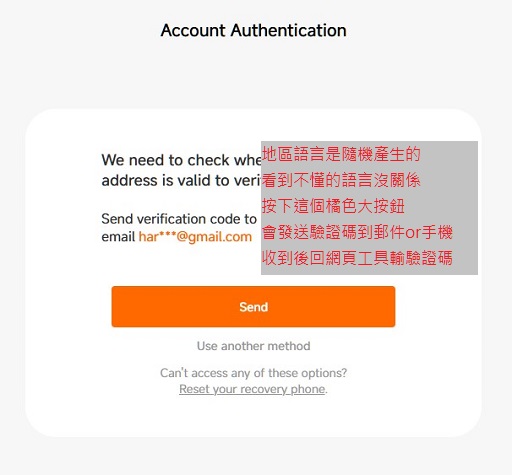 Account Authentication
We need to check whe
address is valid to veri
地區語言是隨機產生的
看到不懂的語言沒關係
按下這個橘色大按鈕
會發送驗證碼到郵件or手機
收到後回網頁工具輸驗證碼
Send verification code to
email har***@gmail.com
Send
Use another method
Can't access any of these options?
Reset your recovery phone.